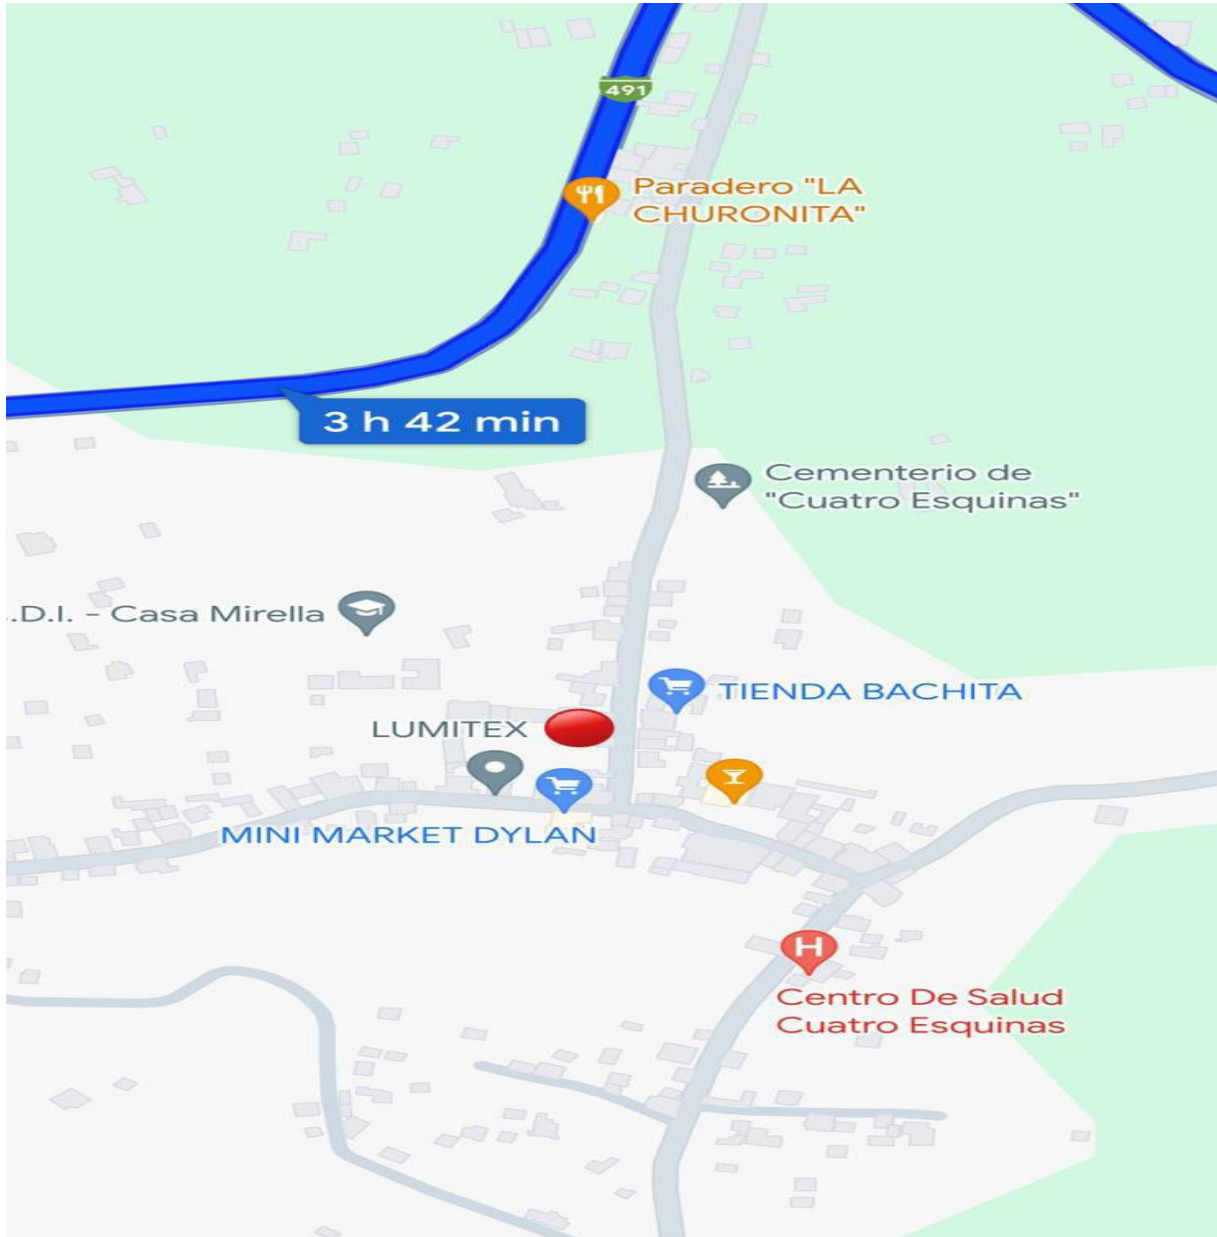 491
Paradero "LA
CHURONITA"
3 h 42 min
Cementerio de
"Cuatro Esquinas"
.D.I. - Casa Mirella
TIENDA BACHITA
LUMITEX
MINI MARKET DYLAN
H
Centro De Salud
Cuatro Esquinas